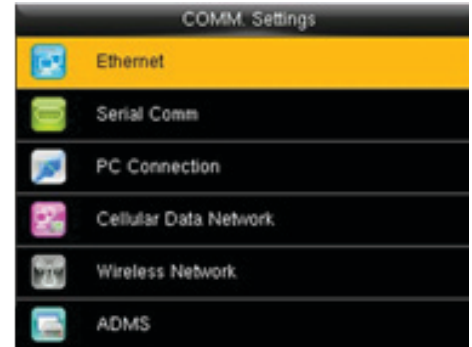 COMM. Settings
Ethernet
Serial Comm
PC Connection
Cellular Data Network
Wireless Network
ADMS